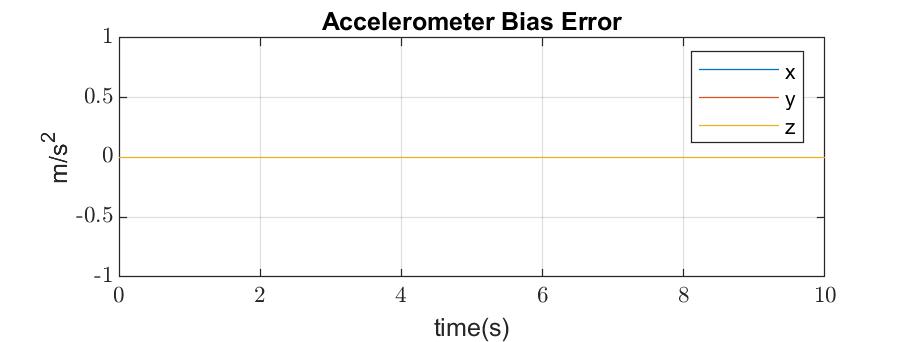 Accelerometer Bias Error
1
0.5
0
-0.5
-1
m/s²
x
y
z
0 2 4 6 8 10
time(s)